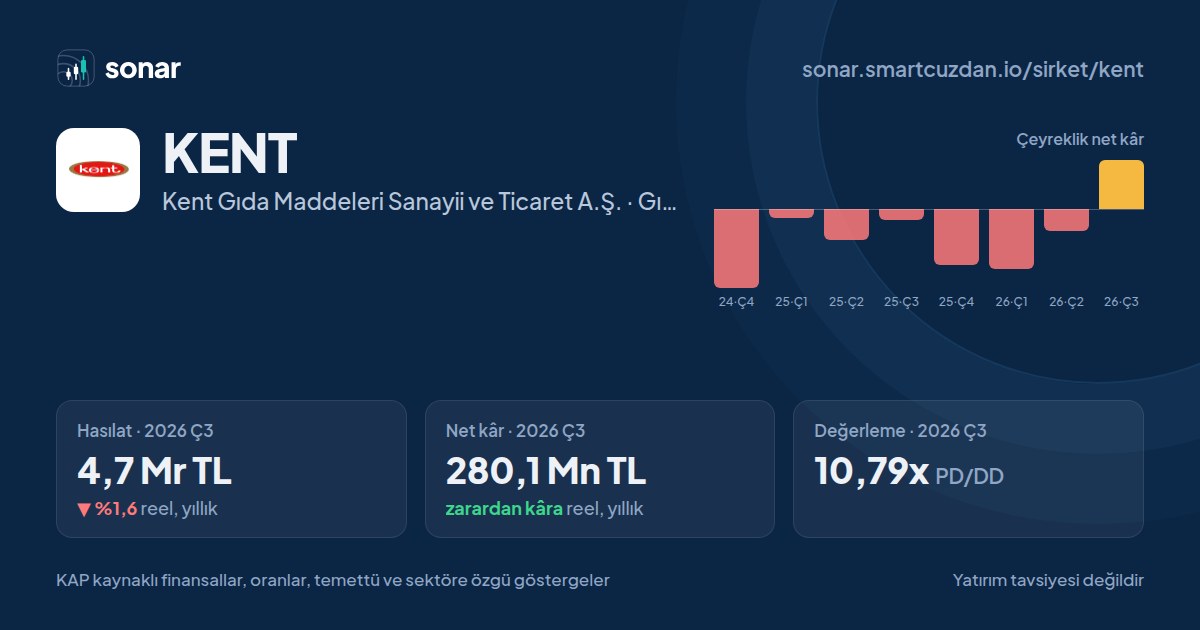 sonar
sonar.smartcuzdan.io/sirket/kent
kent
KENT
Kent Gıda Maddeleri Sanayii ve Ticaret A.Ş. · Gı...
Çeyreklik net kâr
24-Ç4 25-Ç1 25-Ç2 25-Ç3 25-Ç4 26-Ç1 26-Ç2 26-Ç3
Hasılat · 2026 Ç3
4,7 Mr TL
▼ %1,6 reel, yıllık
Net kâr · 2026 Ç3
280,1 Mn TL
zarardan kâra reel, yıllık
Değerleme · 2026 Ç3
10,79x PD/DD
KAP kaynaklı finansallar, oranlar, temettü ve sektöre özgü göstergeler
Yatırım tavsiyesi değildir